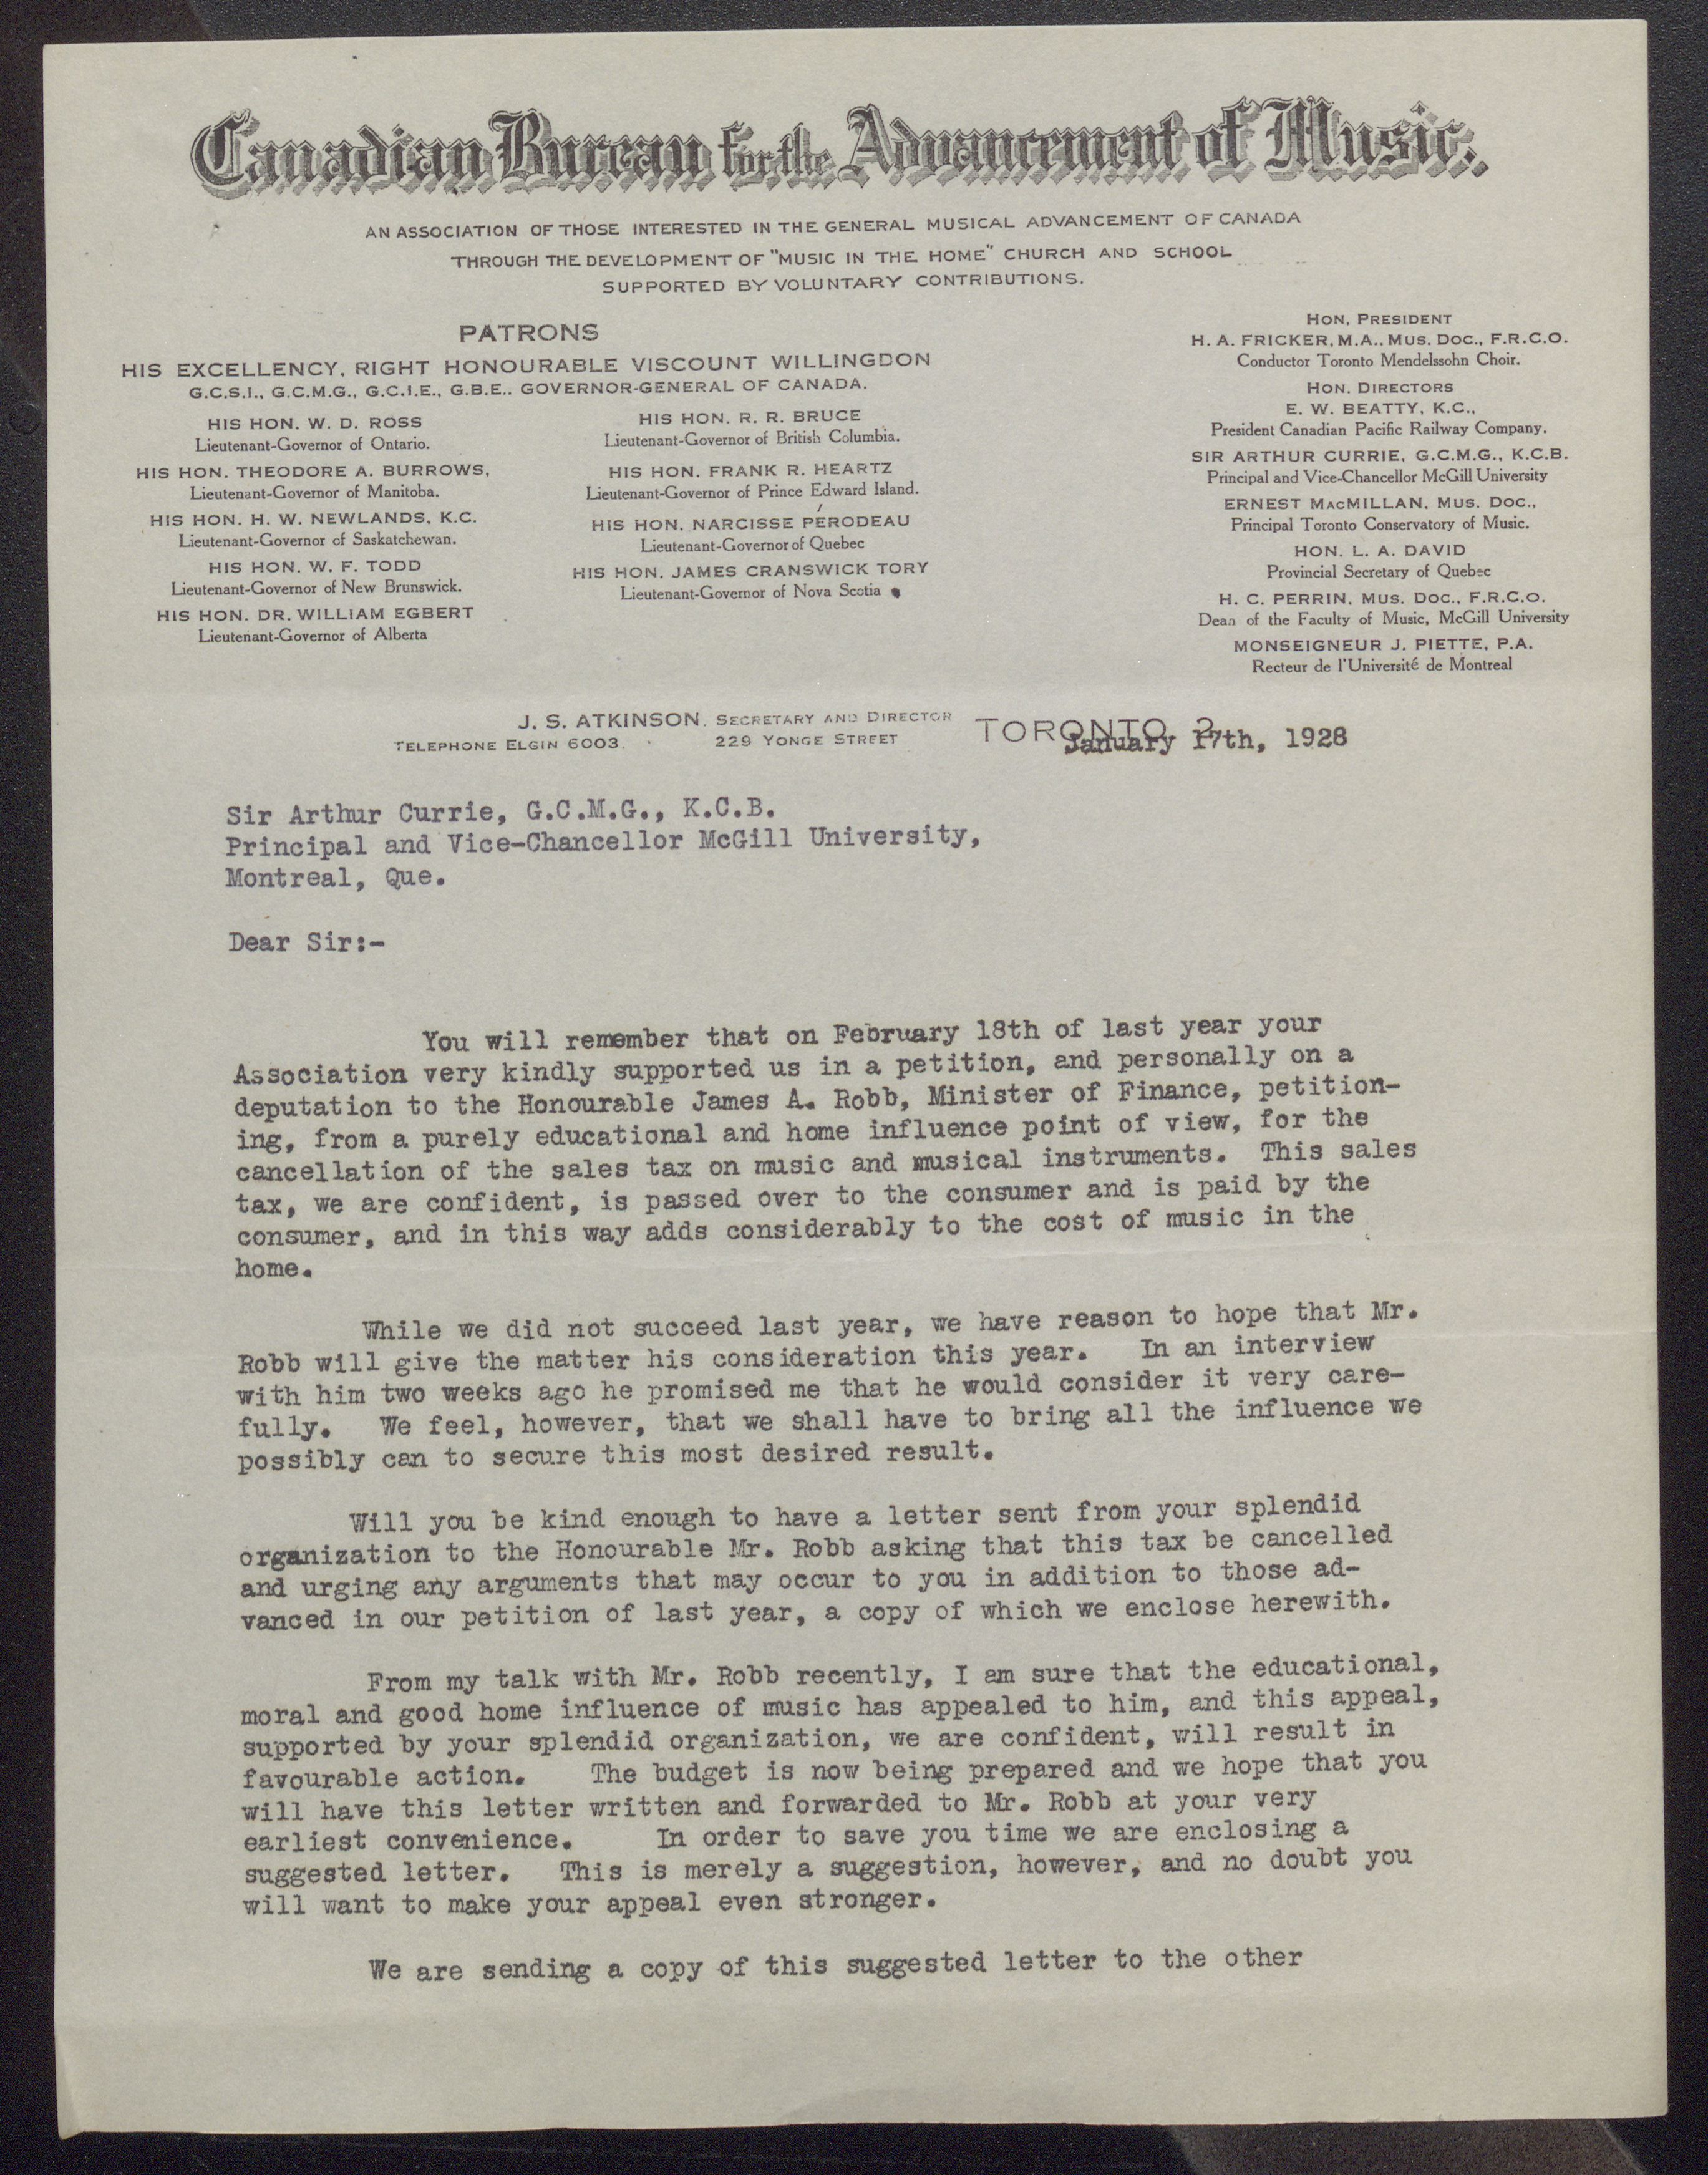 Canadian Bureau for the Advancement of Music.
AN ASSOCIATION OF THOSE INTERESTED IN THE GENERAL MUSICAL ADVANCEMENT OF CANADA
THROUGH THE DEVELOPMENT OF "MUSIC IN THE HOME" CHURCH AND SCHOOL
SUPPORTED BY VOLUNTARY CONTRIBUTIONS.
PATRONS
HIS EXCELLENCY, RIGHT HONOURABLE VISCOUNT WILLINGDON
G.C.S.I., G.C.M.G., G.C.I.E., G.B.E.. GOVERNOR-GENERAL OF CANADA.
HIS HON. W. D. ROSS
Lieutenant-Governor of Ontario.
HIS HON. THEODORE A. BURROWS,
Lieutenant-Governor of Manitoba.
HIS HON. H. W. NEWLANDS, K.C.
Lieutenant-Governor of Saskatchewan.
HIS HON. W. F. TODD
Lieutenant-Governor of New Brunswick.
HIS HON. DR. WILLIAM EGBERT
Lieutenant-Governor of Alberta
HIS HON. R. R. BRUCE
Lieutenant-Governor of British Columbia.
HIS HON. FRANK R. HEARTZ
Lieutenant-Governor of Prince Edward Island.
HIS HON. NARCISSE PÉRODEAU
Lieutenant-Governor of Quebec
HIS HON. JAMES CRANSWICK TORY
Lieutenant-Governor of Nova Scotia
HON. PRESIDENT
H. A. FRICKER, M.A.. MUS. DOC., F.R.C.O.
Conductor Toronto Mendelssohn Choir.
HON. DIRECTORS
E. W. BEATTY, K.C.,
President Canadian Pacific Railway Company.
SIR ARTHUR CURRIE, G.C.M.G., K.C.B.
Principal and Vice-Chancellor McGill University
ERNEST MACMILLAN. MUS. DOC.,
Principal Toronto Conservatory of Music.
HON. L. A. DAVID
Provincial Secretary of Quebec
H. C. PERRIN, MUS. DOC., F.R.C.O.
Dean of the Faculty of Music, McGill University
MONSEIGNEUR J. PIETTE, P.A.
Recteur de l'Université de Montreal
J. S. ATKINSON. SECRETARY AND DIRECTOR
TELEPHONE ELGIN 6003. 229 YONGE STREET
TORONTO 2
January 17th, 1928
Sir Arthur Currie, G.C.M.G., K.C.B.
Principal and Vice-Chancellor McGill University,
Montreal, Que.
Dear Sir:-
You will remember that on February 18th of last year your
Association very kindly supported us in a petition, and personally on a
deputation to the Honourable James A. Robb, Minister of Finance, petition-
ing, from a purely educational and home influence point of view, for the
cancellation of the sales tax on music and musical instruments. This sales
tax, we are confident, is passed over to the consumer and is paid by the
consumer, and in this way adds considerably to the cost of music in the
home.
While we did not succeed last year, we have reason to hope that Mr.
Robb will give the matter his consideration this year. In an interview
with him two weeks ago he promised me that he would consider it very care-
fully. We feel, however, that we shall have to bring all the influence we
possibly can to secure this most desired result.
Will you be kind enough to have a letter sent from your splendid
organization to the Honourable Mr. Robb asking that this tax be cancelled
and urging any arguments that may occur to you in addition to those ad-
vanced in our petition of last year, a copy of which we enclose herewith.
From my talk with Mr. Robb recently, I am sure that the educational,
moral and good home influence of music has appealed to him, and this appeal,
supported by your splendid organization, we are confident, will result in
favourable action. The budget is now being prepared and we hope that you
will have this letter written and forwarded to Mr. Robb at your very
earliest convenience. In order to save you time we are enclosing a
suggested letter. This is merely a suggestion, however, and no doubt you
will want to make your appeal even stronger.
We are sending a copy of this suggested letter to the other